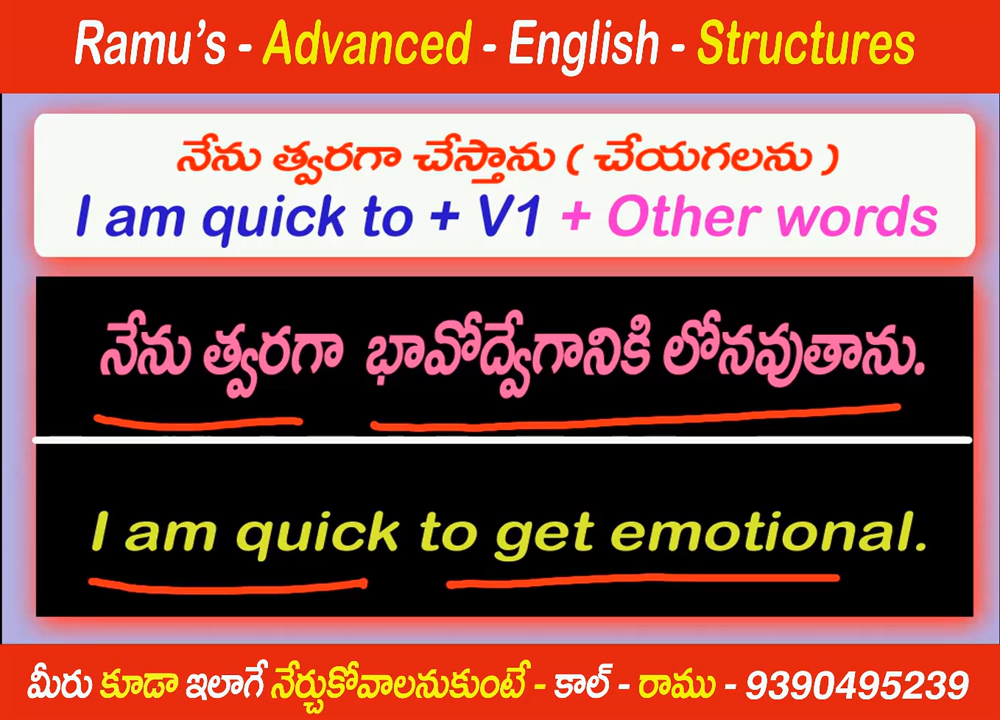 Ramu's - Advanced - English - Structures
నేను త్వరగా చేస్తాను ( చేయగలను )
I am quick to + V1 + Other words
నేను త్వరగా భావోద్వేగానికి లోనవుతాను.
I am quick to get emotional.
మీరు కూడా ఇలాగే నేర్చుకోవాలనుకుంటే - కాల్ - రాము - 9390495239